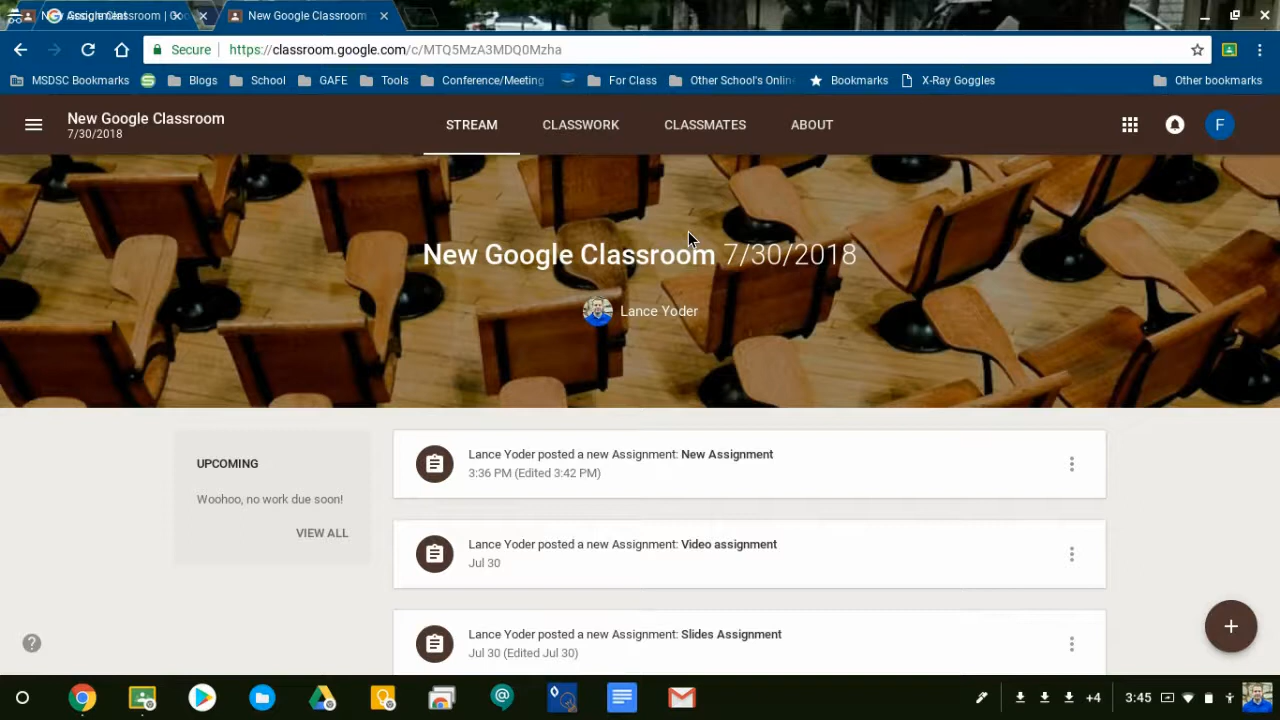 New Google Classroom
Secure https://classroom.google.com/c/MTQ5MzA3MDQ0Mzha
MSDSC Bookmarks Blogs School GAFE Tools Conference/Meeting For Class Other School's Onlin Bookmarks X-Ray Goggles Other bookmarks
New Google Classroom
7/30/2018
STREAM CLASSWORK CLASSMATES ABOUT
F
New Google Classroom 7/30/2018
Lance Yoder
UPCOMING
Woohoo, no work due soon!
VIEW ALL
Lance Yoder posted a new Assignment: New Assignment
3:36 PM (Edited 3:42 PM)
Lance Yoder posted a new Assignment: Video assignment
Jul 30
Lance Yoder posted a new Assignment: Slides Assignment
Jul 30 (Edited Jul 30)
+4 3:45